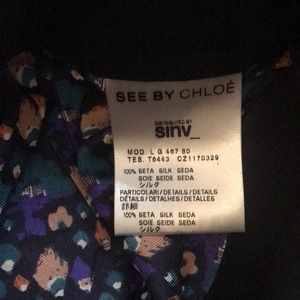 SEE BY CHLOÉ
DISTRIBUTED BY
SINV_
MOD. L G 467 80
TES. T6443 CZ1170329
100% SETA SILK SEDA
SOIE SEIDE SEDA
シルク
PARTICOLARI/DETAILS/DETAILS/
DETAILS/DETALHES/DETALLES
詳細
100% SETA SILK SEDA
SOIE SEIDE SEDA
シルク